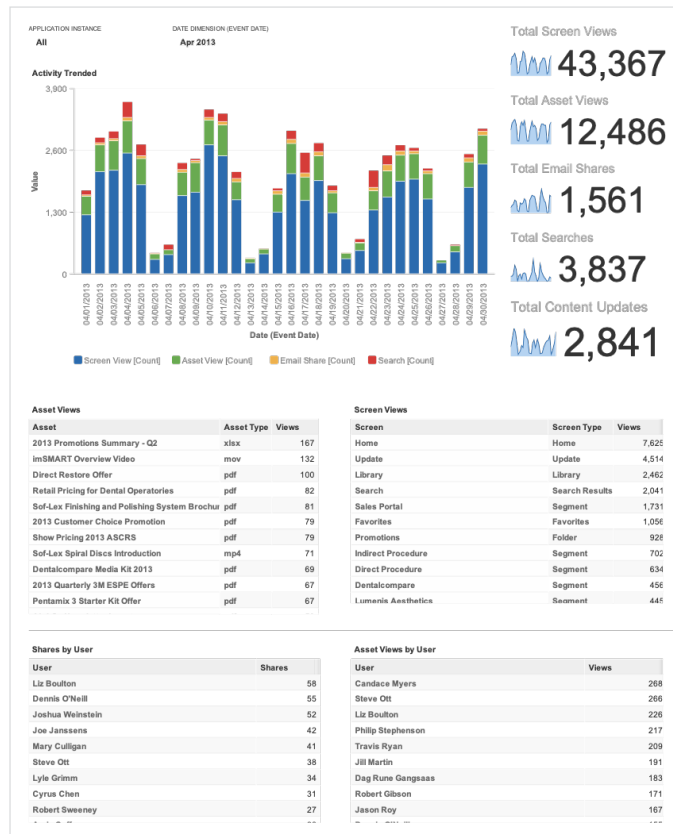 APPLICATION INSTANCE
All
DATE DIMENSION (EVENT DATE)
Apr 2013
Total Screen Views
43,367
Total Asset Views
12,486
Total Email Shares
1,561
Total Searches
3,837
Total Content Updates
2,841
Activity Trended
3,900
2,600
1,300
0
Value
04/01/2013
04/02/2013
04/03/2013
04/04/2013
04/05/2013
04/06/2013
04/07/2013
04/08/2013
04/09/2013
04/10/2013
04/11/2013
04/12/2013
04/13/2013
04/14/2013
04/15/2013
04/16/2013
04/17/2013
04/18/2013
04/19/2013
04/20/2013
04/21/2013
04/22/2013
04/23/2013
04/24/2013
04/25/2013
04/26/2013
04/27/2013
04/28/2013
04/29/2013
04/30/2013
Date (Event Date)
Screen View [Count] Asset View [Count] Email Share [Count] Search [Count]
Asset Views
Asset Asset Type Views
2013 Promotions Summary - Q2 xlsx 167
imSMART Overview Video mov 132
Direct Restore Offer pdf 100
Retail Pricing for Dental Operatories pdf 82
Sof-Lex Finishing and Polishing System Brochur pdf 81
2013 Customer Choice Promotion pdf 79
Show Pricing 2013 ASCRS pdf 79
Sof-Lex Spiral Discs Introduction mp4 71
Dentalcompare Media Kit 2013 pdf 69
2013 Quarterly 3M ESPE Offers pdf 67
Pentamix 3 Starter Kit Offer pdf 67
Screen Views
Screen Screen Type Views
Home Home 7,625
Update Update 4,514
Library Library 2,462
Search Search Results 2,041
Sales Portal Segment 1,731
Favorites Favorites 1,056
Promotions Folder 928
Indirect Procedure Segment 702
Direct Procedure Segment 634
Dentalcompare Segment 456
Lumenis Aesthetics Segment 445
Shares by User
User Shares
Liz Boulton 58
Dennis O'Neill 55
Joshua Weinstein 52
Joe Janssens 42
Mary Culligan 41
Steve Ott 38
Lyle Grimm 34
Cyrus Chen 31
Robert Sweeney 27
Asset Views by User
User Views
Candace Myers 268
Steve Ott 266
Liz Boulton 226
Philip Stephenson 217
Travis Ryan 209
Jill Martin 191
Dag Rune Gangsaas 183
Robert Gibson 171
Jason Roy 167